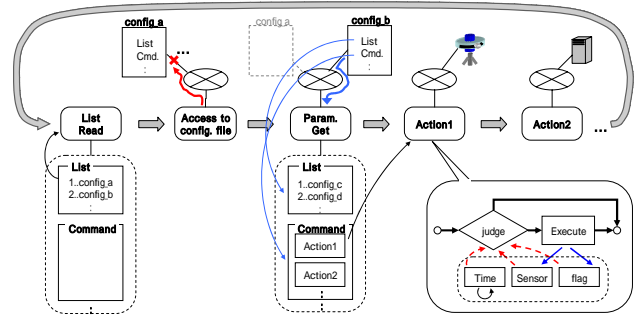 config_a
List
Cmd.
:
...
config a
config_b
List
Cmd.
:
List
Read
Access to
config. file
Param.
Get
Action1
Action2
...
List
1..config_a
2..config_b
:
Command
List
1..config_c
2..config_d
:
Command
Action1
Action2
judge
Execute
Time
Sensor
flag